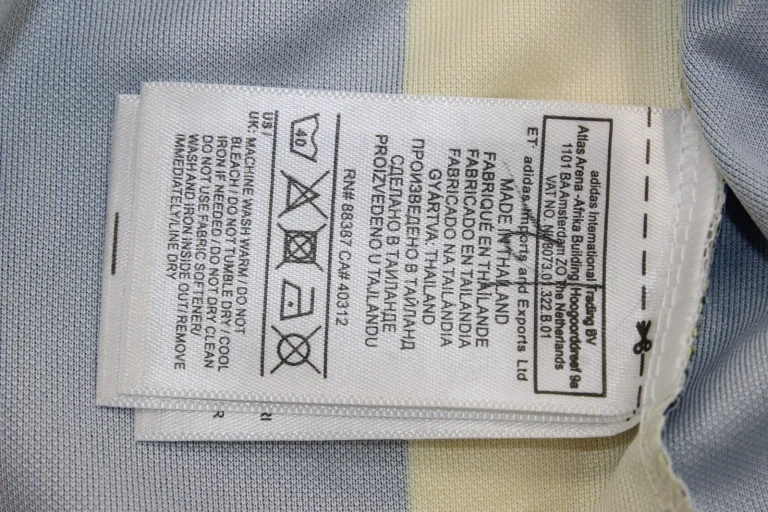 adidas International Trading BV
Atlas Arena -Afrika Building Hoogoorddreef 9a
1101 BA Amsterdam ZO The Netherlands
VAT NO. NL8073.01.322.B.01
ET- adidas Imports and Exports Ltd
MADE IN THAILAND
FABRIQUÉ EN THAÏLANDE
FABRICADO EN TAILANDIA
FABRICADO NA TAILÂNDIA
GYÁRTVA: THAILAND
ПРОИЗВЕДЕНО В ТАЙЛАНД
СДЕЛАНО В ТАИЛАНДЕ
PROIZVEDENO U TAJLANDU
RN# 88387 CA# 40312
40
US /
UK: MACHINE WASH WARM / DO NOT
BLEACH / DO NOT TUMBLE DRY / COOL
IRON IF NEEDED / DO NOT DRY CLEAN
DO NOT USE FABRIC SOFTENER/
WASH AND IRON INSIDE OUT/ REMOVE
IMMEDIATELY/LINE DRY